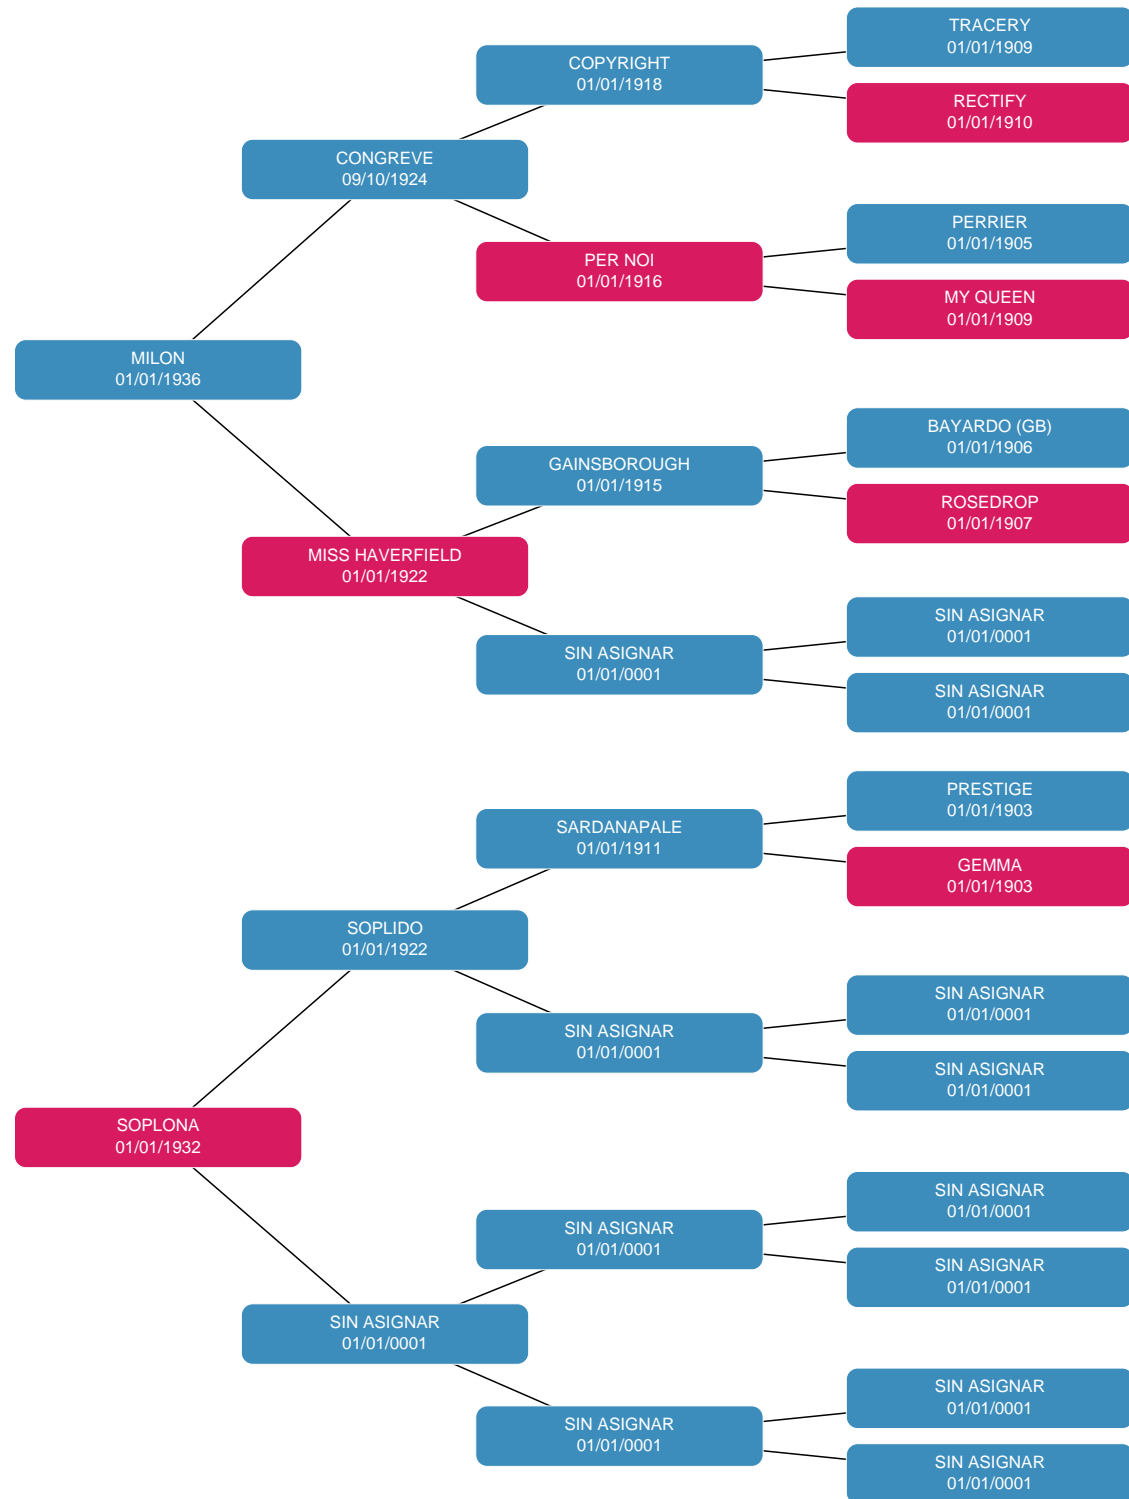 TRACERY
01/01/1909
COPYRIGHT
01/01/1918
RECTIFY
01/01/1910
CONGREVE
09/10/1924
PERRIER
01/01/1905
PER NOI
01/01/1916
MY QUEEN
01/01/1909
MILON
01/01/1936
BAYARDO (GB)
01/01/1906
GAINSBOROUGH
01/01/1915
ROSEDROP
01/01/1907
MISS HAVERFIELD
01/01/1922
SIN ASIGNAR
01/01/0001
SIN ASIGNAR
01/01/0001
SIN ASIGNAR
01/01/0001
PRESTIGE
01/01/1903
SARDANAPALE
01/01/1911
GEMMA
01/01/1903
SOPLIDO
01/01/1922
SIN ASIGNAR
01/01/0001
SIN ASIGNAR
01/01/0001
SIN ASIGNAR
01/01/0001
SOPLONA
01/01/1932
SIN ASIGNAR
01/01/0001
SIN ASIGNAR
01/01/0001
SIN ASIGNAR
01/01/0001
SIN ASIGNAR
01/01/0001
SIN ASIGNAR
01/01/0001
SIN ASIGNAR
01/01/0001
SIN ASIGNAR
01/01/0001